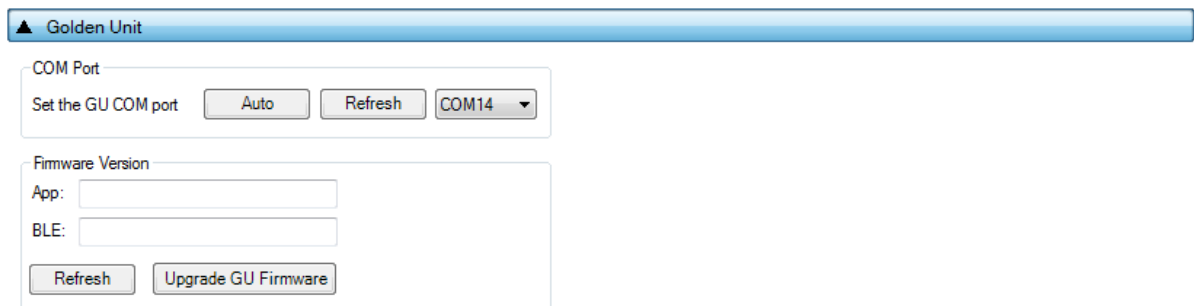 Golden Unit
COM Port
Set the GU COM port Auto Refresh COM14
Firmware Version
App:
BLE:
Refresh Upgrade GU Firmware